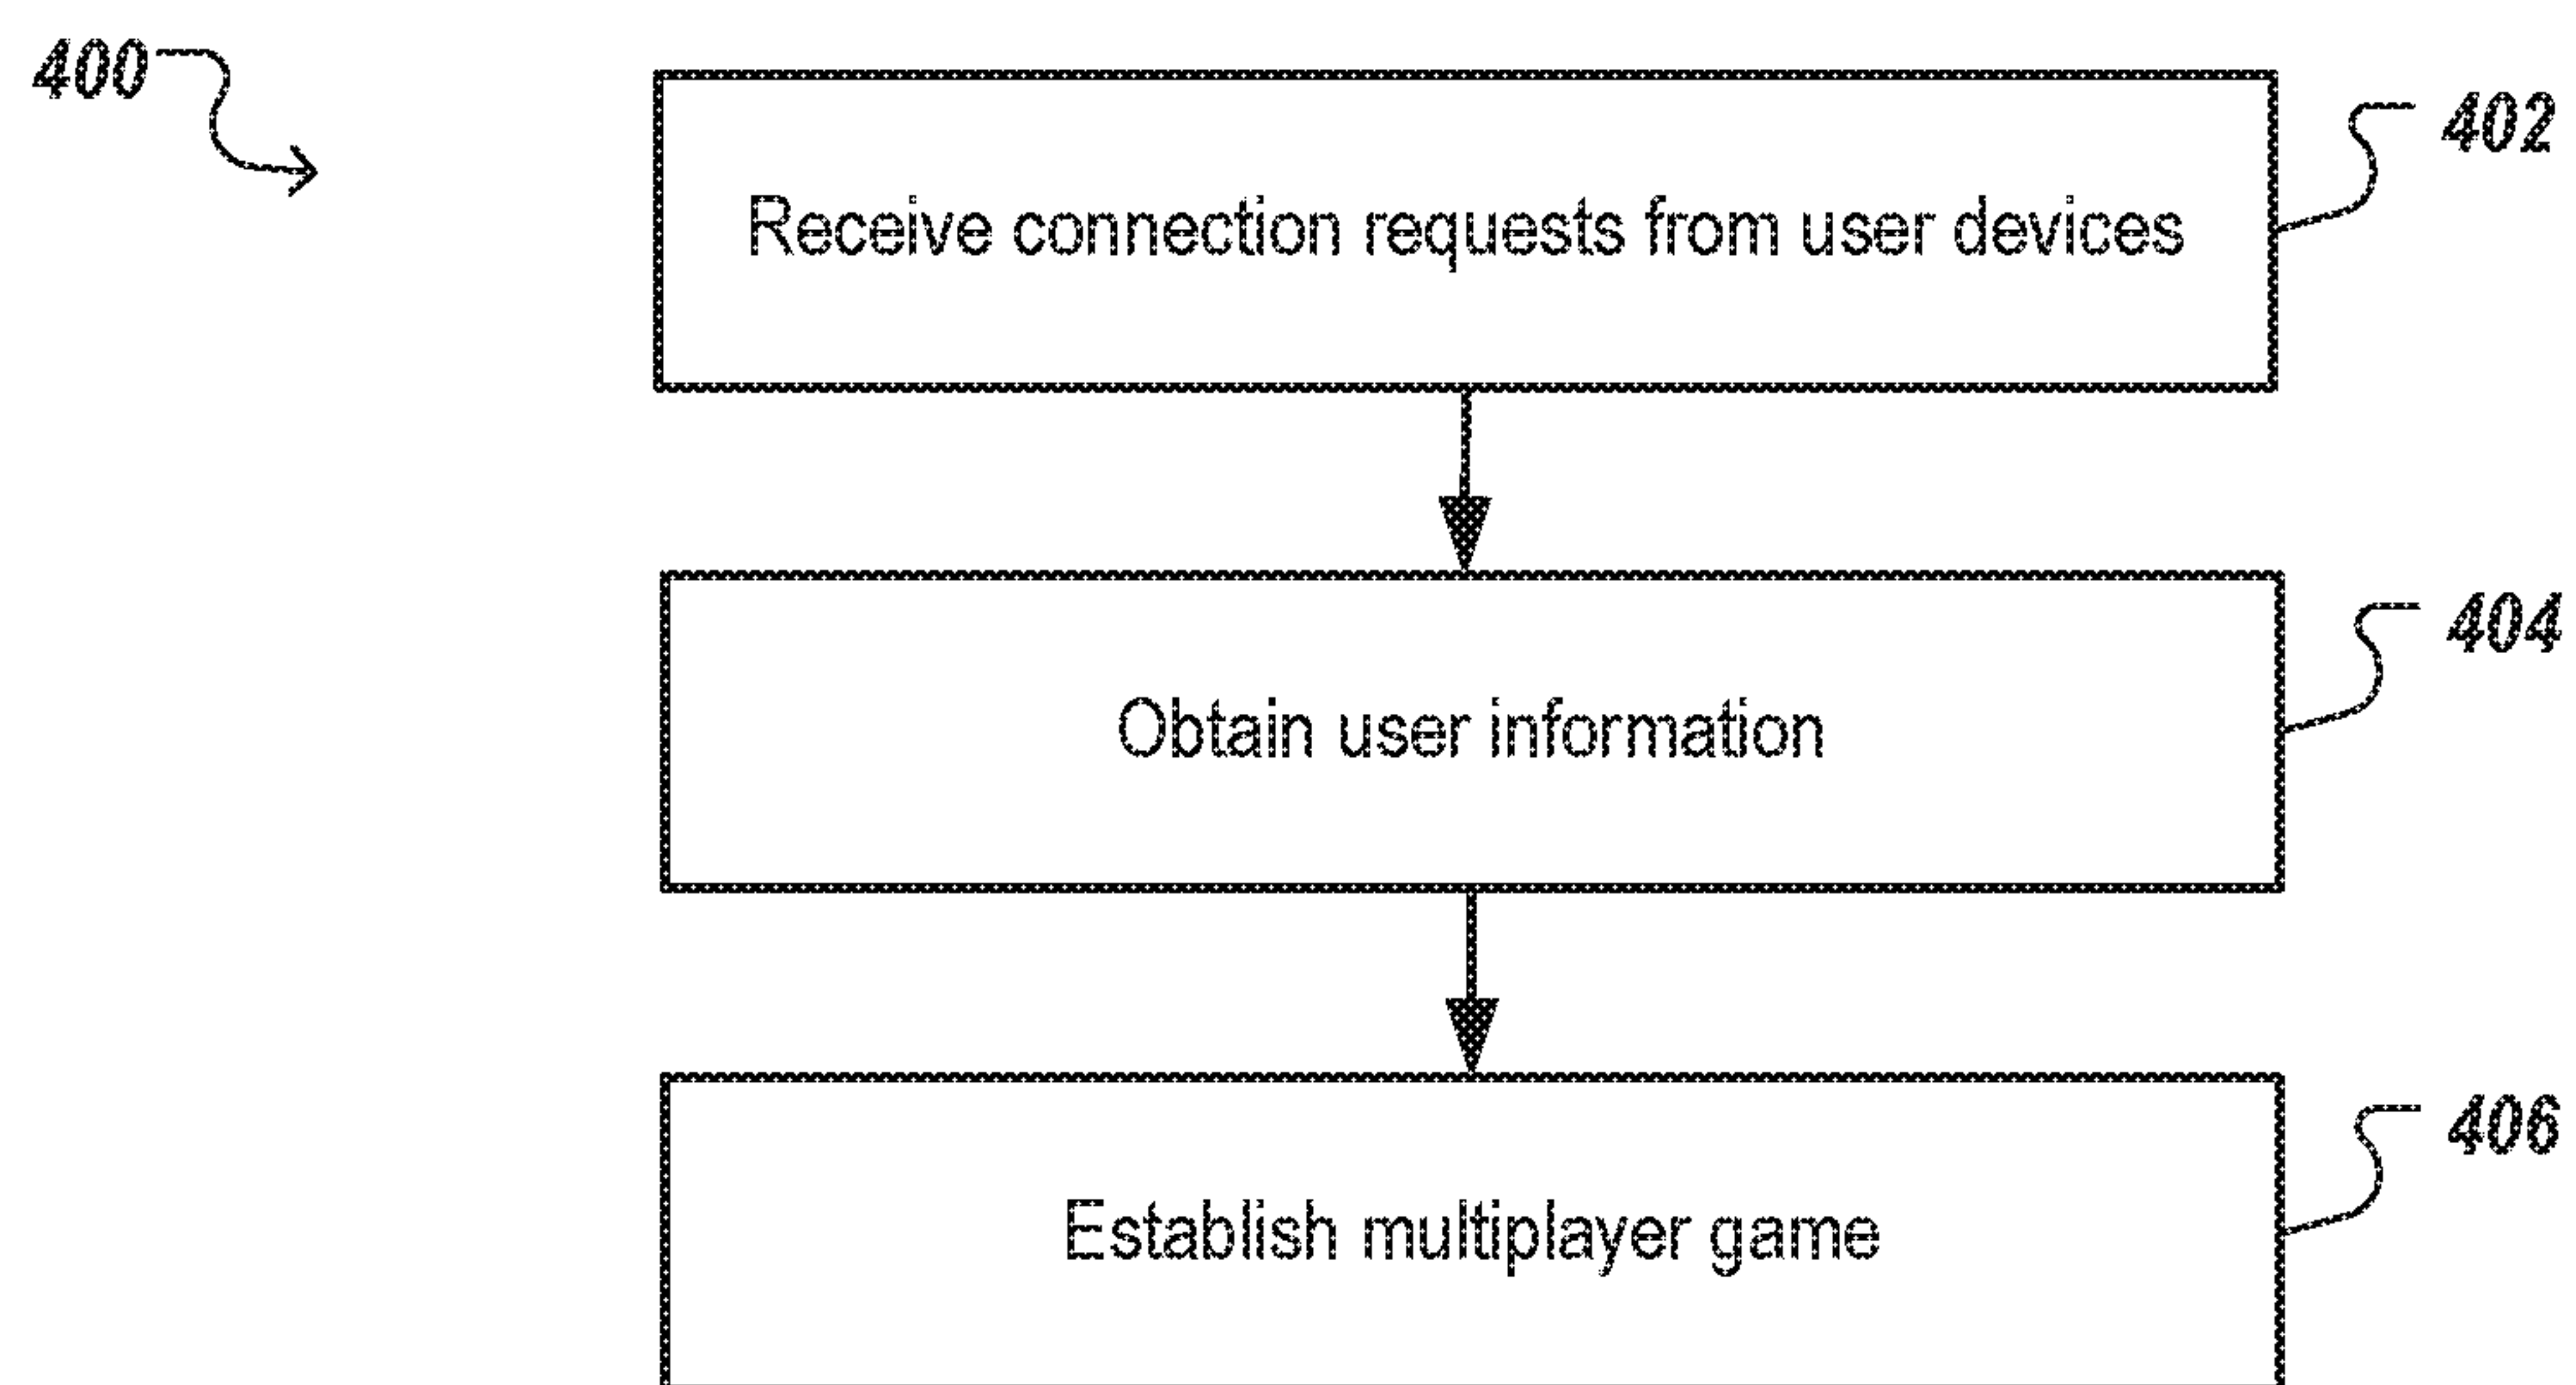 400
Receive connection requests from user devices
402
Obtain user information
404
Establish multiplayer game
406